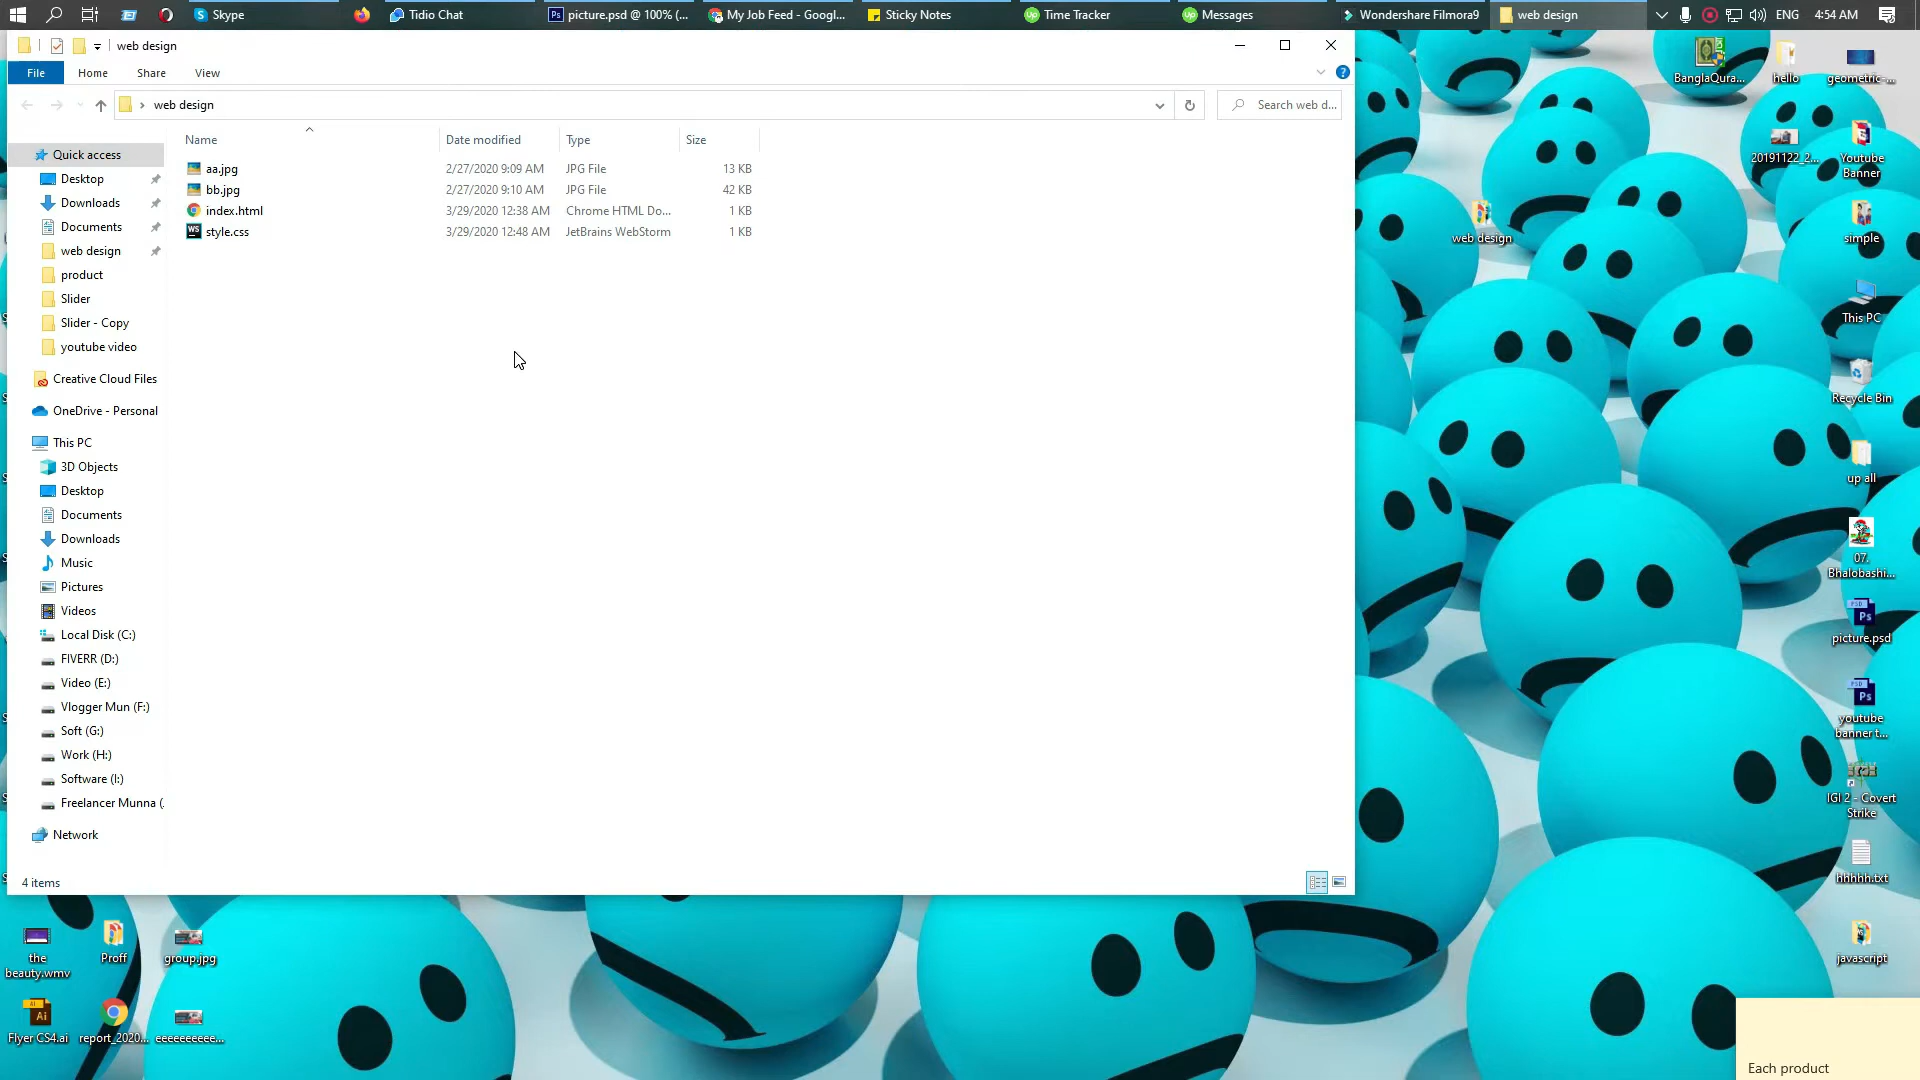 Skype
Tidio Chat
picture.psd @ 100% (...
My Job Feed - Googl...
Sticky Notes
Time Tracker
Messages
Wondershare Filmora9
web design
ENG
4:54 AM
web design
File
Home
Share
View
web design
Search web d...
Name
Date modified
Type
Size
aa.jpg
2/27/2020 9:09 AM
JPG File
13 KB
bb.jpg
2/27/2020 9:10 AM
JPG File
42 KB
index.html
3/29/2020 12:38 AM
Chrome HTML Do...
1 KB
style.css
3/29/2020 12:48 AM
JetBrains WebStorm
1 KB
Quick access
Desktop
Downloads
Documents
web design
product
Slider
Slider - Copy
youtube video
Creative Cloud Files
OneDrive - Personal
This PC
3D Objects
Desktop
Documents
Downloads
Music
Pictures
Videos
Local Disk (C:)
FIVERR (D:)
Video (E:)
Vlogger Mun (F:)
Soft (G:)
Work (H:)
Software (I:)
Freelancer Munna (
Network
4 items
BanglaQura...
hello
geometric-...
20191122_2...
Youtube
Banner
web design
simple
This PC
Recycle Bin
up all
07.
Bhalobashi...
picture.psd
youtube
banner t...
IGI 2 - Covert
Strike
hhhhh.txt
javascript
the
beauty.wmv
Proff
group.jpg
Flyer CS4.ai
report_2020...
eeeeeeeeee...
Each product